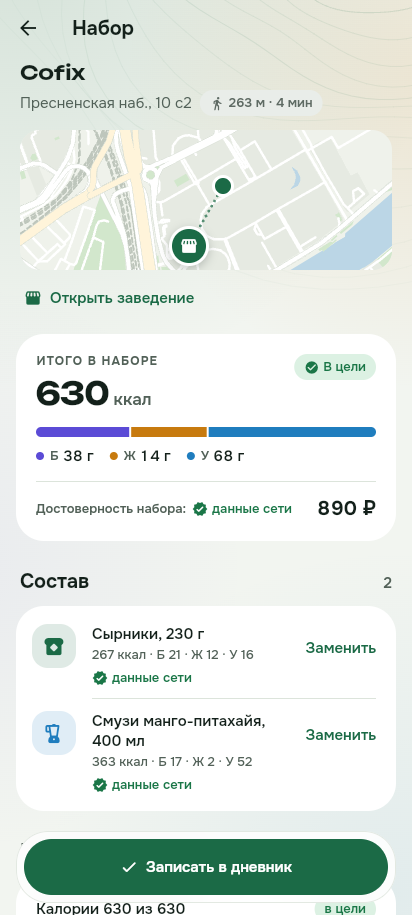 Набор
Cofix
Пресненская наб., 10 с2 263 м · 4 мин
Открыть заведение
ИТОГО В НАБОРЕ
В цели
630 ккал
Б 38 г Ж 14 г У 68 г
Достоверность набора: данные сети 890 ₽
Состав 2
Сырники, 230 г
267 ккал · Б 21 · Ж 12 · У 16
данные сети
Заменить
Смузи манго-питахайя,
400 мл
363 ккал · Б 17 · Ж 2 · У 52
данные сети
Заменить
Записать в дневник
Калории 630 из 630 в цели